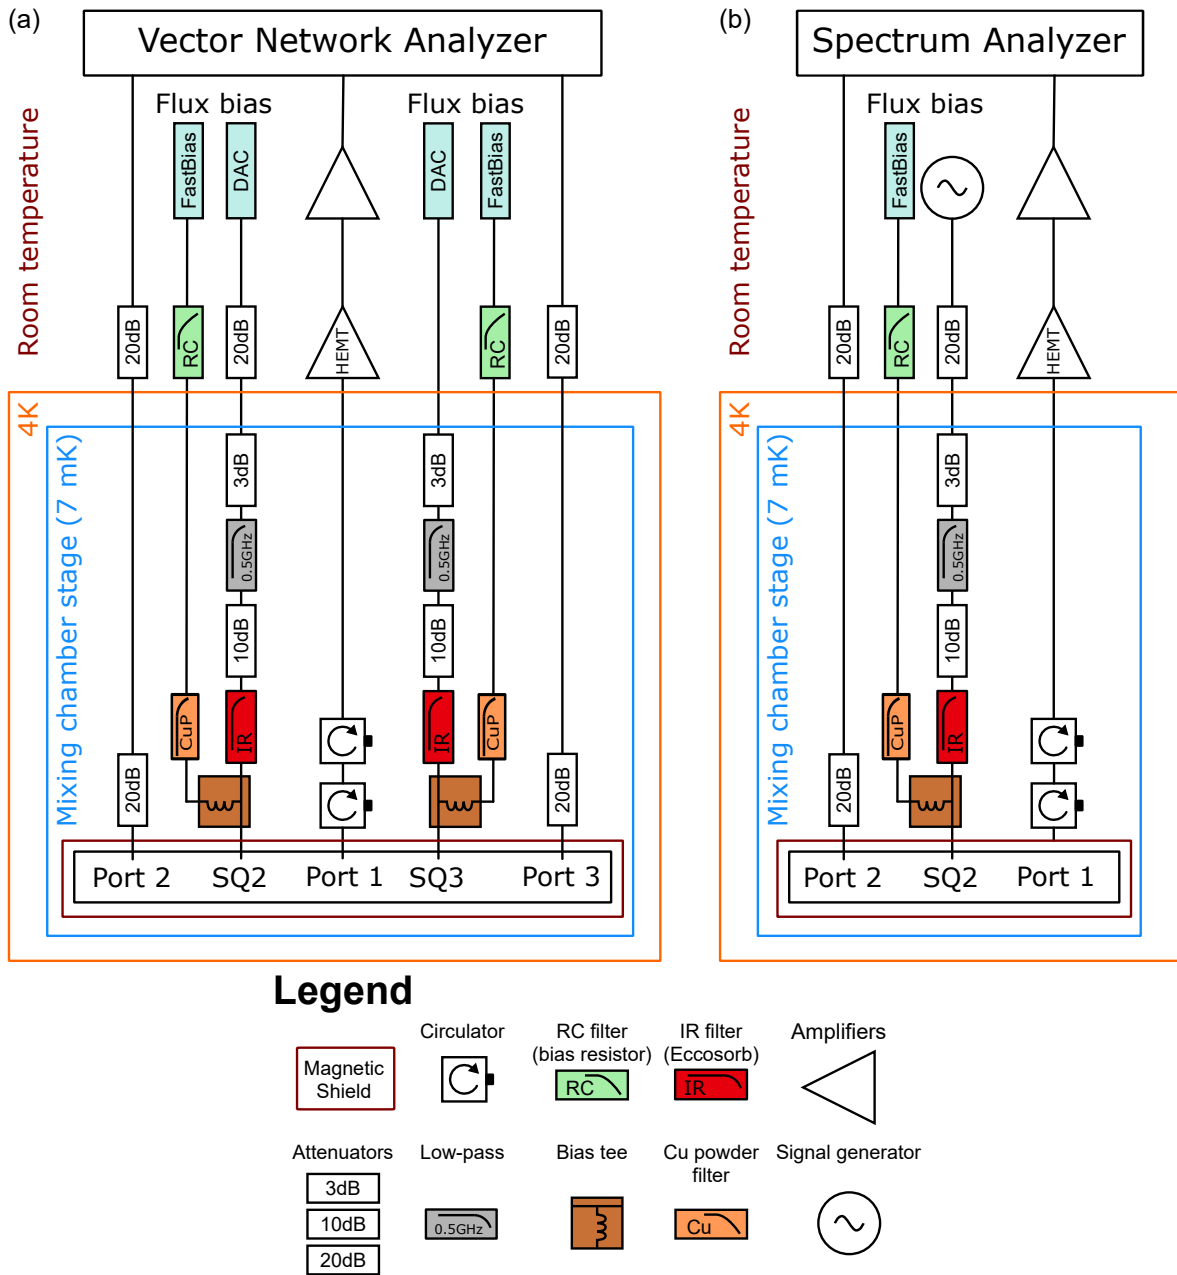 (a)
Vector Network Analyzer
Room temperature
Flux bias
Flux bias
FastBias
DAC
DAC
FastBias
20dB
RC
20dB
HEMT
RC
20dB
4K
Mixing chamber stage (7 mK)
3dB
3dB
0.5GHz
0.5GHz
10dB
10dB
CuP
IR
IR
CuP
20dB
20dB
Port 2
SQ2
Port 1
SQ3
Port 3
(b)
Spectrum Analyzer
Room temperature
Flux bias
FastBias
20dB
RC
20dB
HEMT
4K
Mixing chamber stage (7 mK)
3dB
0.5GHz
10dB
CuP
IR
20dB
Port 2
SQ2
Port 1
Legend
Magnetic
Shield
Circulator
RC filter
(bias resistor)
RC
IR filter
(Eccosorb)
IR
Amplifiers
Attenuators
3dB
10dB
20dB
Low-pass
0.5GHz
Bias tee
Cu powder
filter
Cu
Signal generator